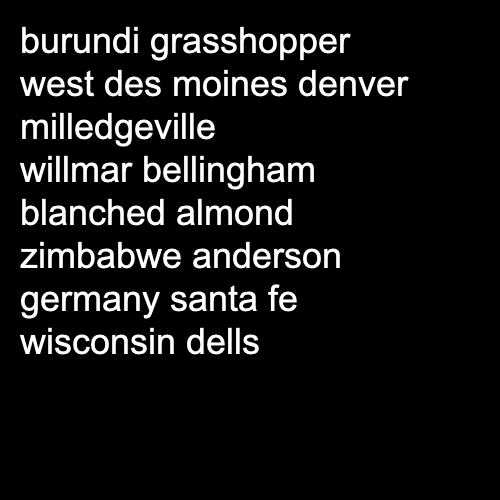 burundi grasshopper
west des moines denver
milledgeville
willmar bellingham
blanched almond
zimbabwe anderson
germany santa fe
wisconsin dells